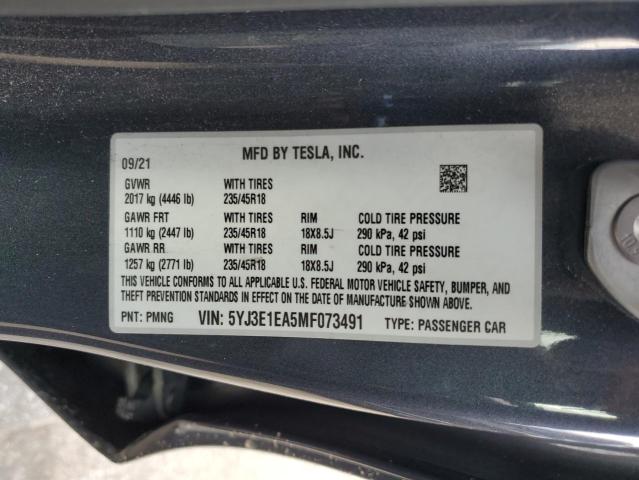 09/21 MFD BY TESLA, INC.
GVWR WITH TIRES
2017 kg (4446 lb) 235/45R18
GAWR FRT WITH TIRES RIM COLD TIRE PRESSURE
1110 kg (2447 lb) 235/45R18 18X8.5J 290 kPa, 42 psi
GAWR RR WITH TIRES RIM COLD TIRE PRESSURE
1257 kg (2771 lb) 235/45R18 18X8.5J 290 kPa, 42 psi
THIS VEHICLE CONFORMS TO ALL APPLICABLE U.S. FEDERAL MOTOR VEHICLE SAFETY, BUMPER, AND
THEFT PREVENTION STANDARDS IN EFFECT ON THE DATE OF MANUFACTURE SHOWN ABOVE.
PNT: PMNG VIN: 5YJ3E1EA5MF073491 TYPE: PASSENGER CAR